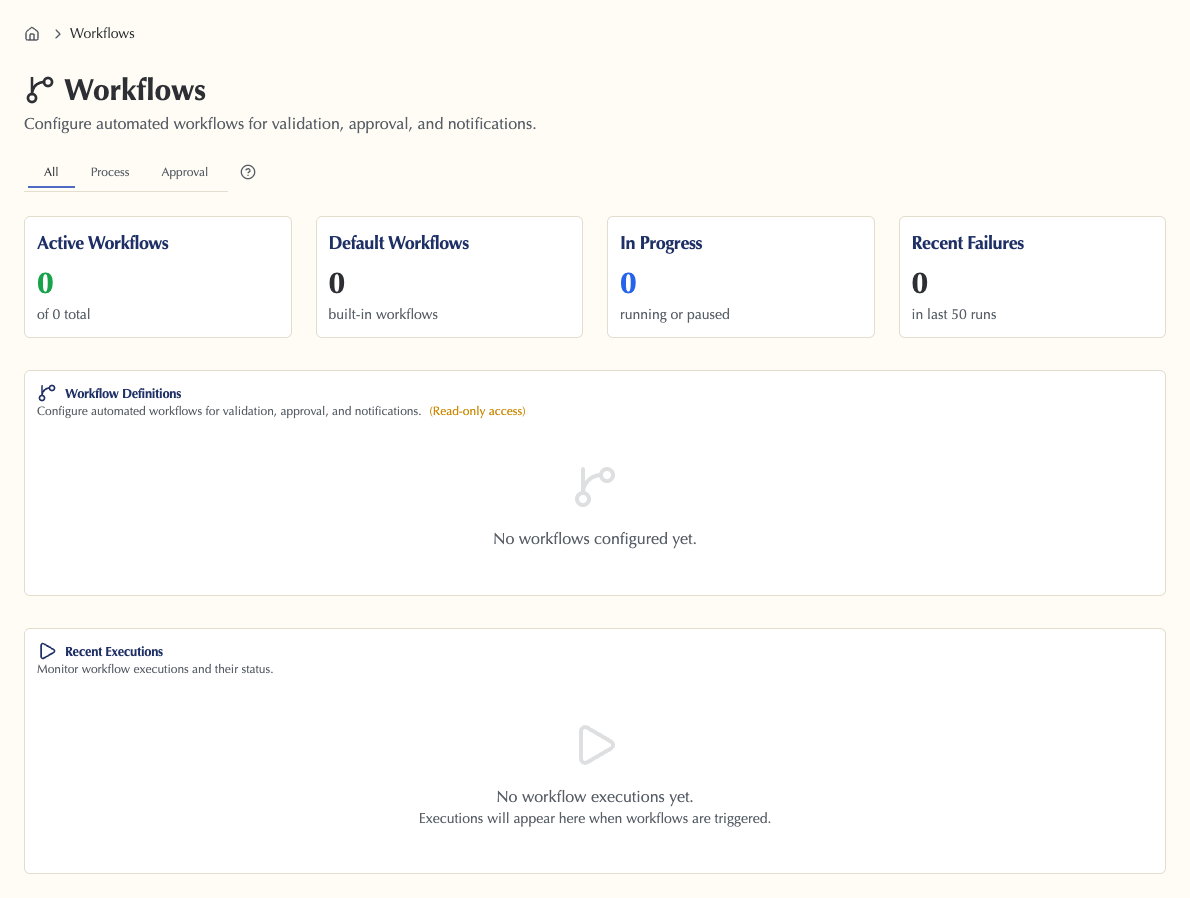 Workflows
Workflows
Configure automated workflows for validation, approval, and notifications.
All Process Approval
Active Workflows
0
of 0 total
Default Workflows
0
built-in workflows
In Progress
0
running or paused
Recent Failures
0
in last 50 runs
Workflow Definitions
Configure automated workflows for validation, approval, and notifications. (Read-only access)
No workflows configured yet.
Recent Executions
Monitor workflow executions and their status.
No workflow executions yet.
Executions will appear here when workflows are triggered.